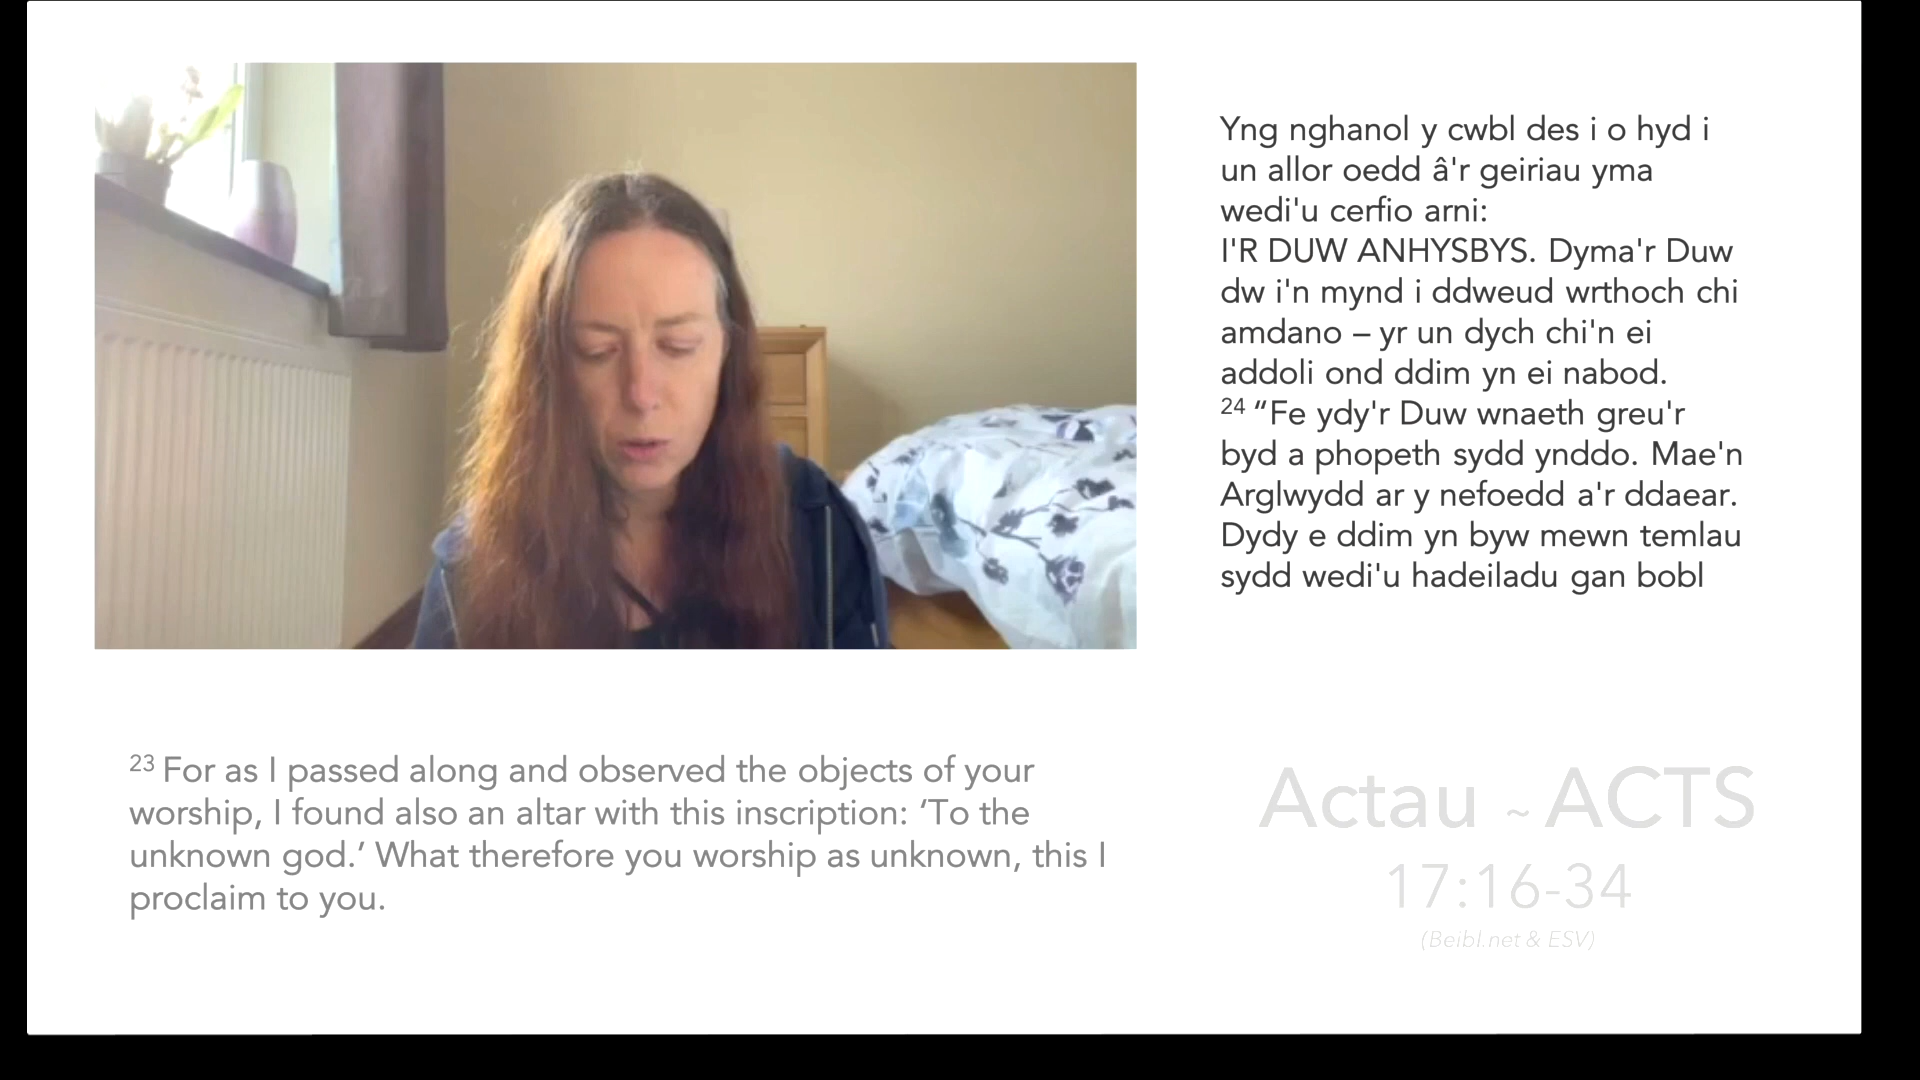 Yng nghanol y cwbl des i o hyd i
un allor oedd â'r geiriau yma
wedi'u cerfio arni:
I'R DUW ANHYSBYS. Dyma'r Duw
dw i'n mynd i ddweud wrthoch chi
amdano – yr un dych chi'n ei
addoli ond ddim yn ei nabod.
24 “Fe ydy'r Duw wnaeth greu'r
byd a phopeth sydd ynddo. Mae'n
Arglwydd ar y nefoedd a'r ddaear.
Dydy e ddim yn byw mewn temlau
sydd wedi'u hadeiladu gan bobl
23 For as I passed along and observed the objects of your
worship, I found also an altar with this inscription: ‘To the
unknown god.’ What therefore you worship as unknown, this I
proclaim to you.
Actau ~ ACTS
17:16-34
(Beibl.net & ESV)